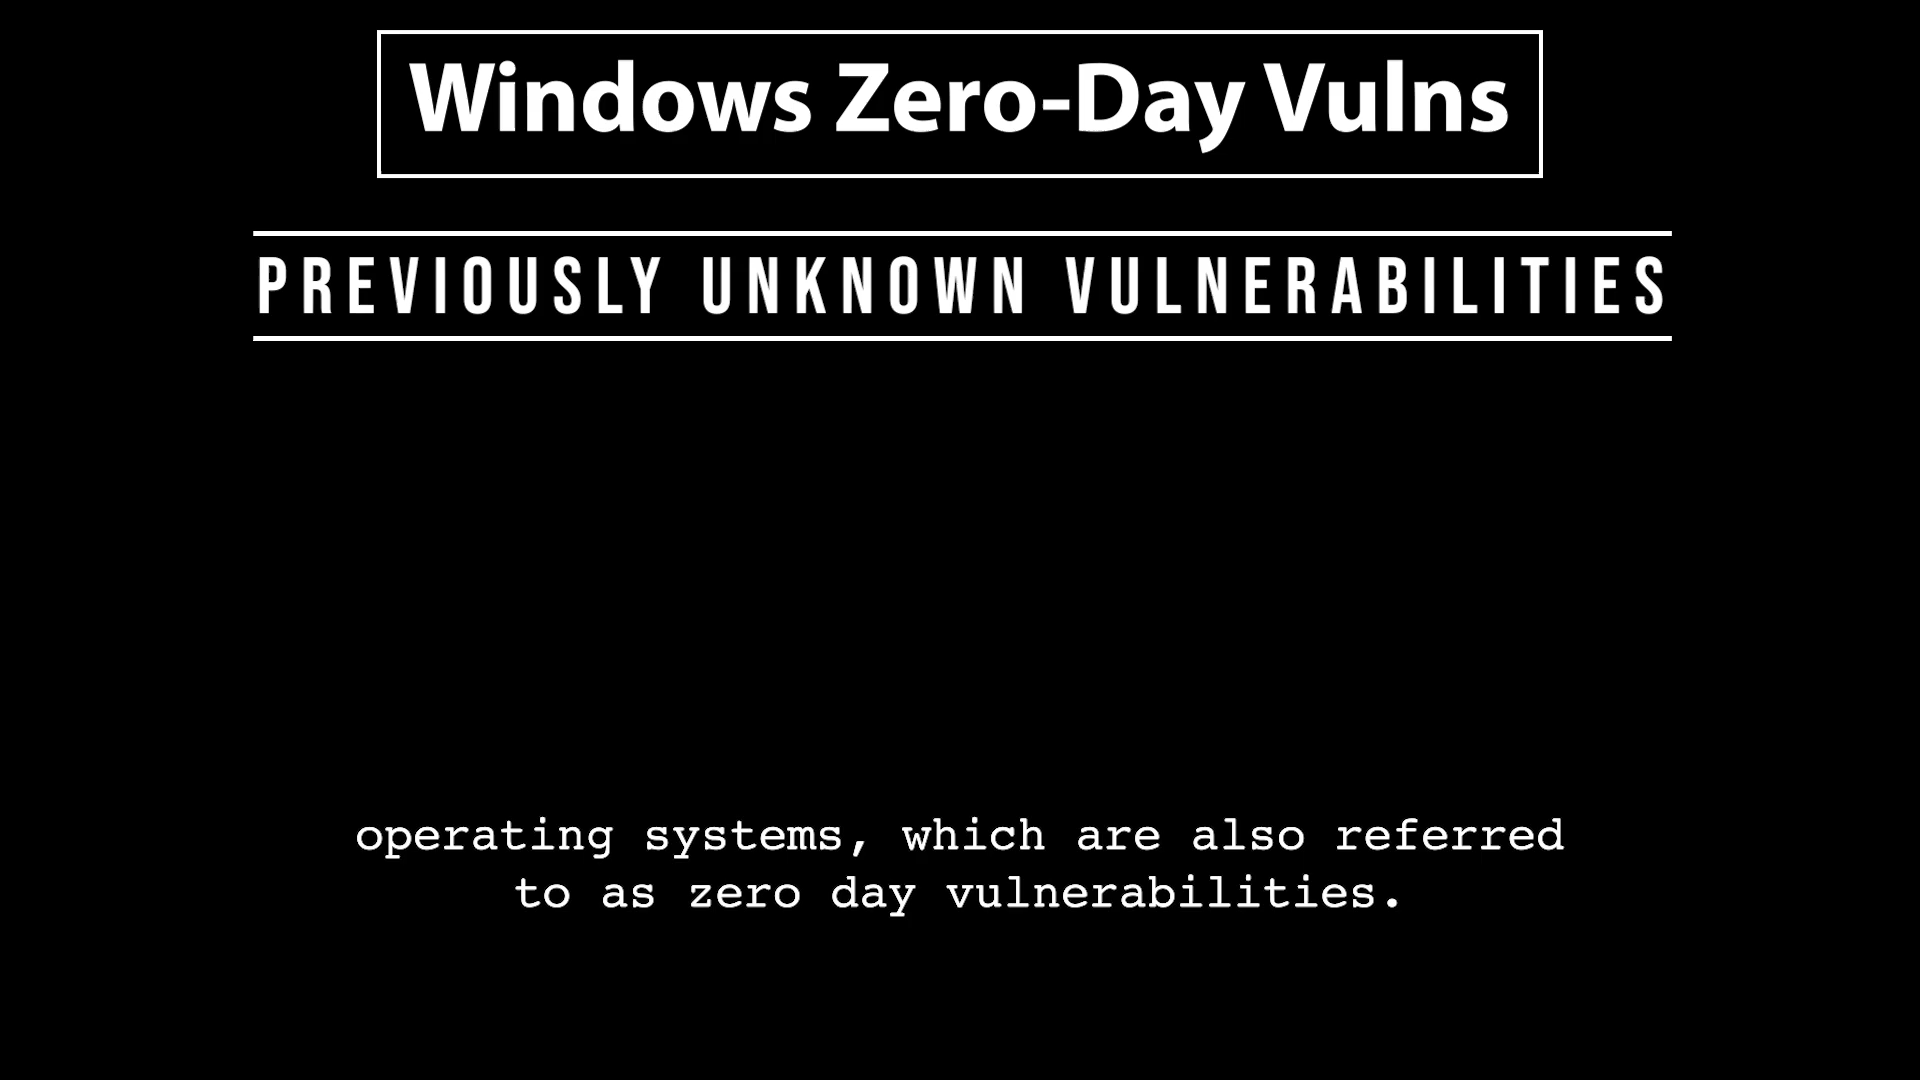 Windows Zero-Day Vulns
PREVIOUSLY UNKNOWN VULNERABILITIES
operating systems, which are also referred
to as zero day vulnerabilities.